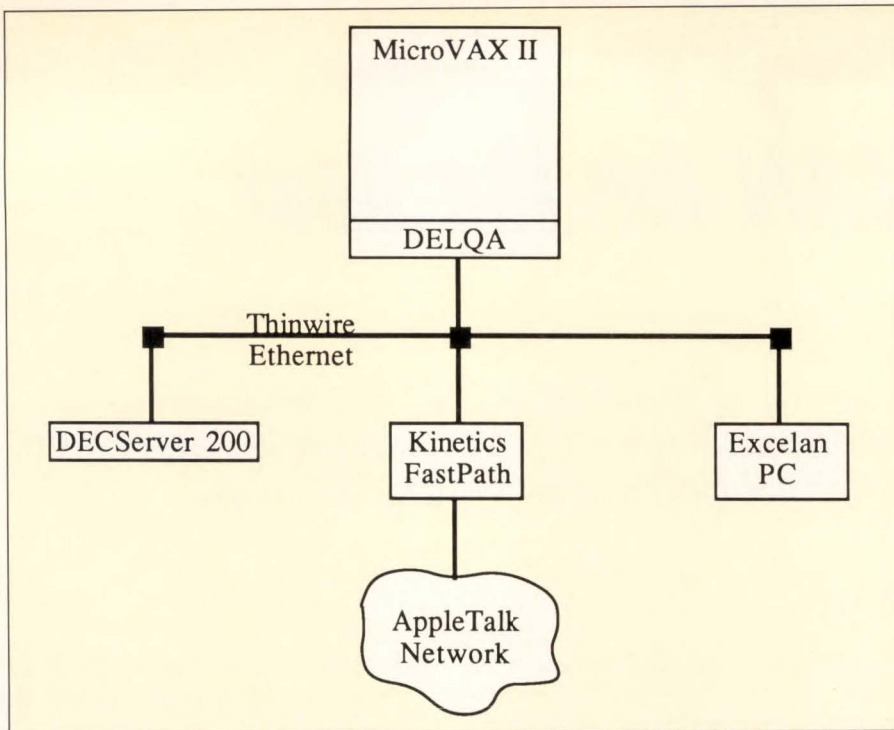 MicroVAX II
DELQA
Thinwire
Ethernet
DECServer 200
Kinetics
FastPath
Excelan
PC
AppleTalk
Network